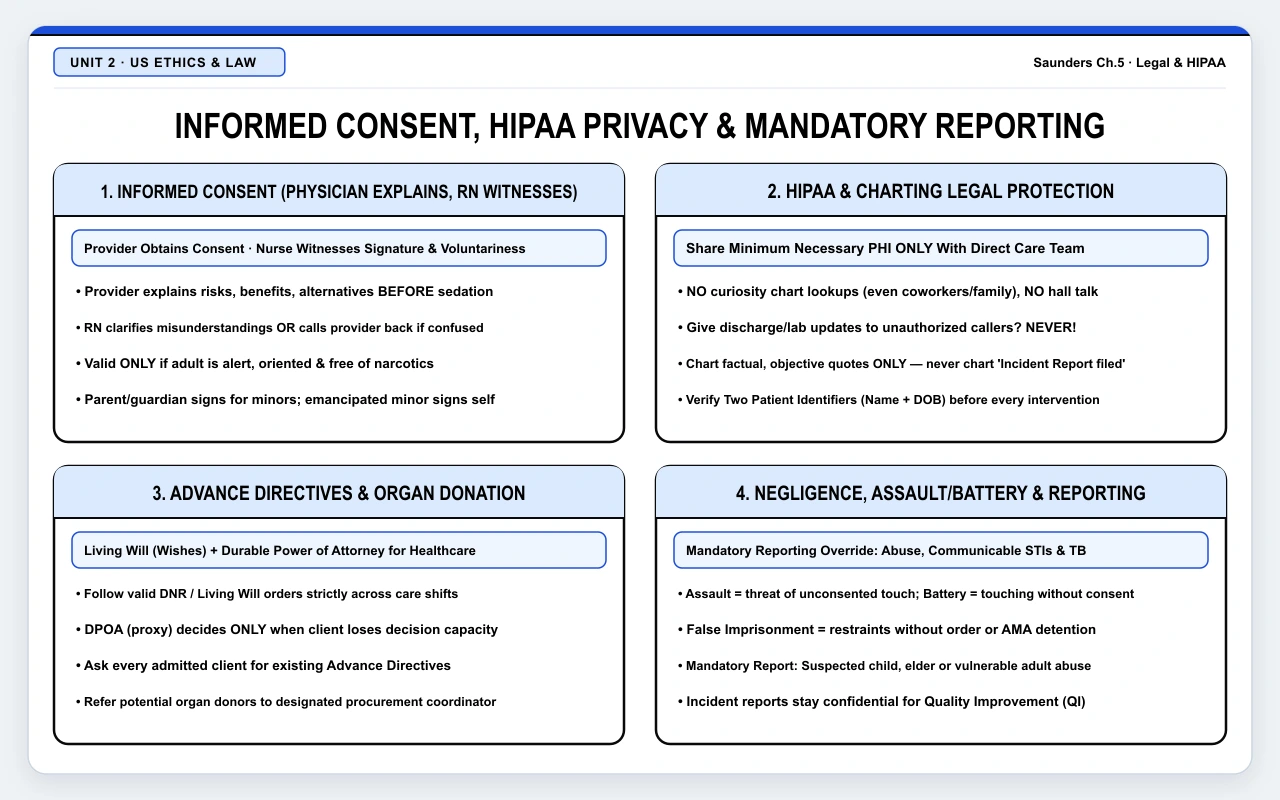 UNIT 2 · US ETHICS & LAW
Saunders Ch.5 · Legal & HIPAA
INFORMED CONSENT, HIPAA PRIVACY & MANDATORY REPORTING
1. INFORMED CONSENT (PHYSICIAN EXPLAINS, RN WITNESSES)
Provider Obtains Consent · Nurse Witnesses Signature & Voluntariness
• Provider explains risks, benefits, alternatives BEFORE sedation
• RN clarifies misunderstandings OR calls provider back if confused
• Valid ONLY if adult is alert, oriented & free of narcotics
• Parent/guardian signs for minors; emancipated minor signs self
2. HIPAA & CHARTING LEGAL PROTECTION
Share Minimum Necessary PHI ONLY With Direct Care Team
• NO curiosity chart lookups (even coworkers/family), NO hall talk
• Give discharge/lab updates to unauthorized callers? NEVER!
• Chart factual, objective quotes ONLY — never chart 'Incident Report filed'
• Verify Two Patient Identifiers (Name + DOB) before every intervention
3. ADVANCE DIRECTIVES & ORGAN DONATION
Living Will (Wishes) + Durable Power of Attorney for Healthcare
• Follow valid DNR / Living Will orders strictly across care shifts
• DPOA (proxy) decides ONLY when client loses decision capacity
• Ask every admitted client for existing Advance Directives
• Refer potential organ donors to designated procurement coordinator
4. NEGLIGENCE, ASSAULT/BATTERY & REPORTING
Mandatory Reporting Override: Abuse, Communicable STIs & TB
• Assault = threat of unconsented touch; Battery = touching without consent
• False Imprisonment = restraints without order or AMA detention
• Mandatory Report: Suspected child, elder or vulnerable adult abuse
• Incident reports stay confidential for Quality Improvement (QI)